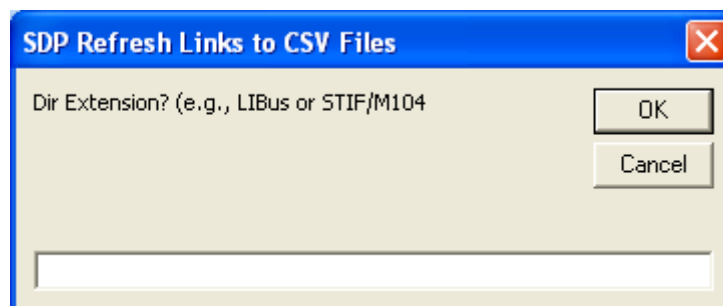 SDP Refresh Links to CSV Files
Dir Extension? (e.g., LIBus or STIF/M104
OK
Cancel